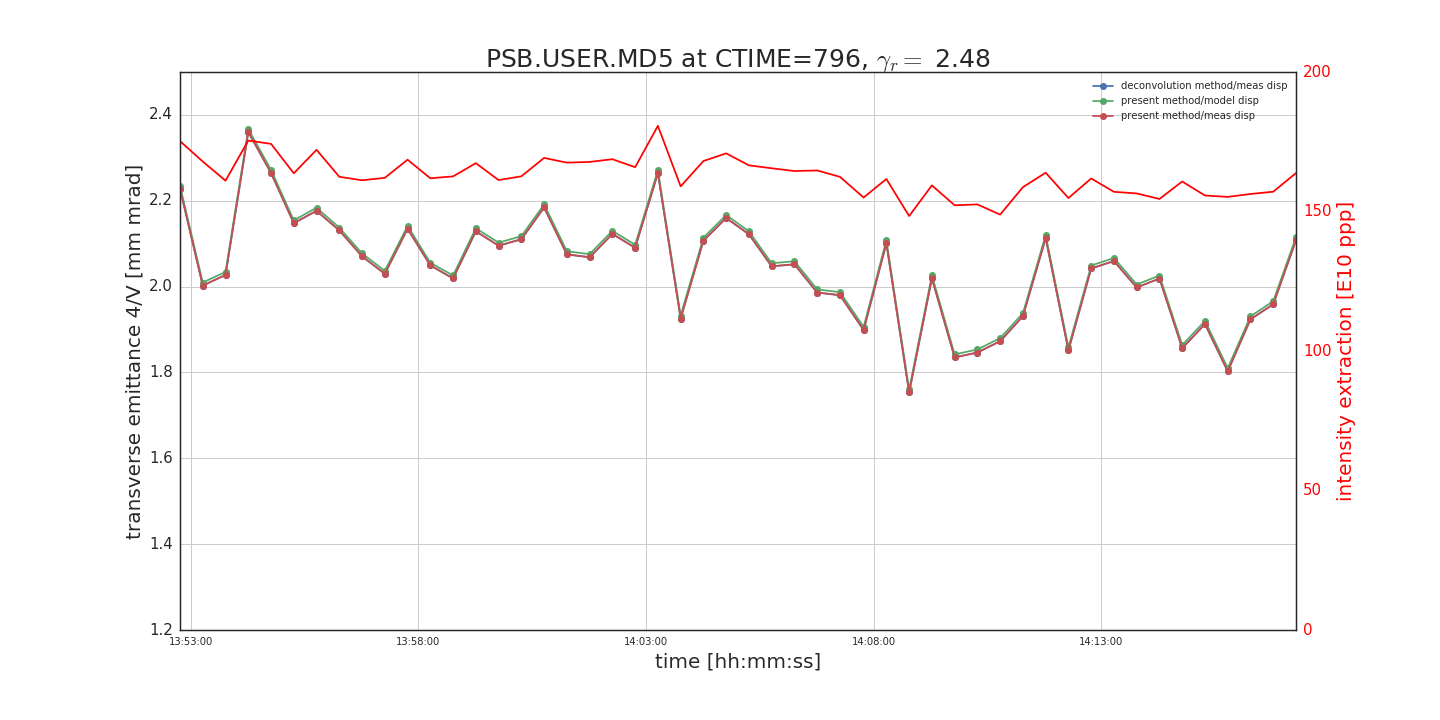 PSB.USER.MD5 at CTIME=796, γr= 2.48
deconvolution method/meas disp
present method/model disp
present method/meas disp
transverse emittance 4/V [mm mrad]
2.4
2.2
2.0
1.8
1.6
1.4
1.2
200
150
100
50
0
intensity extraction [E10 ppp]
13:53:00
13:58:00
14:03:00
14:08:00
14:13:00
time [hh:mm:ss]